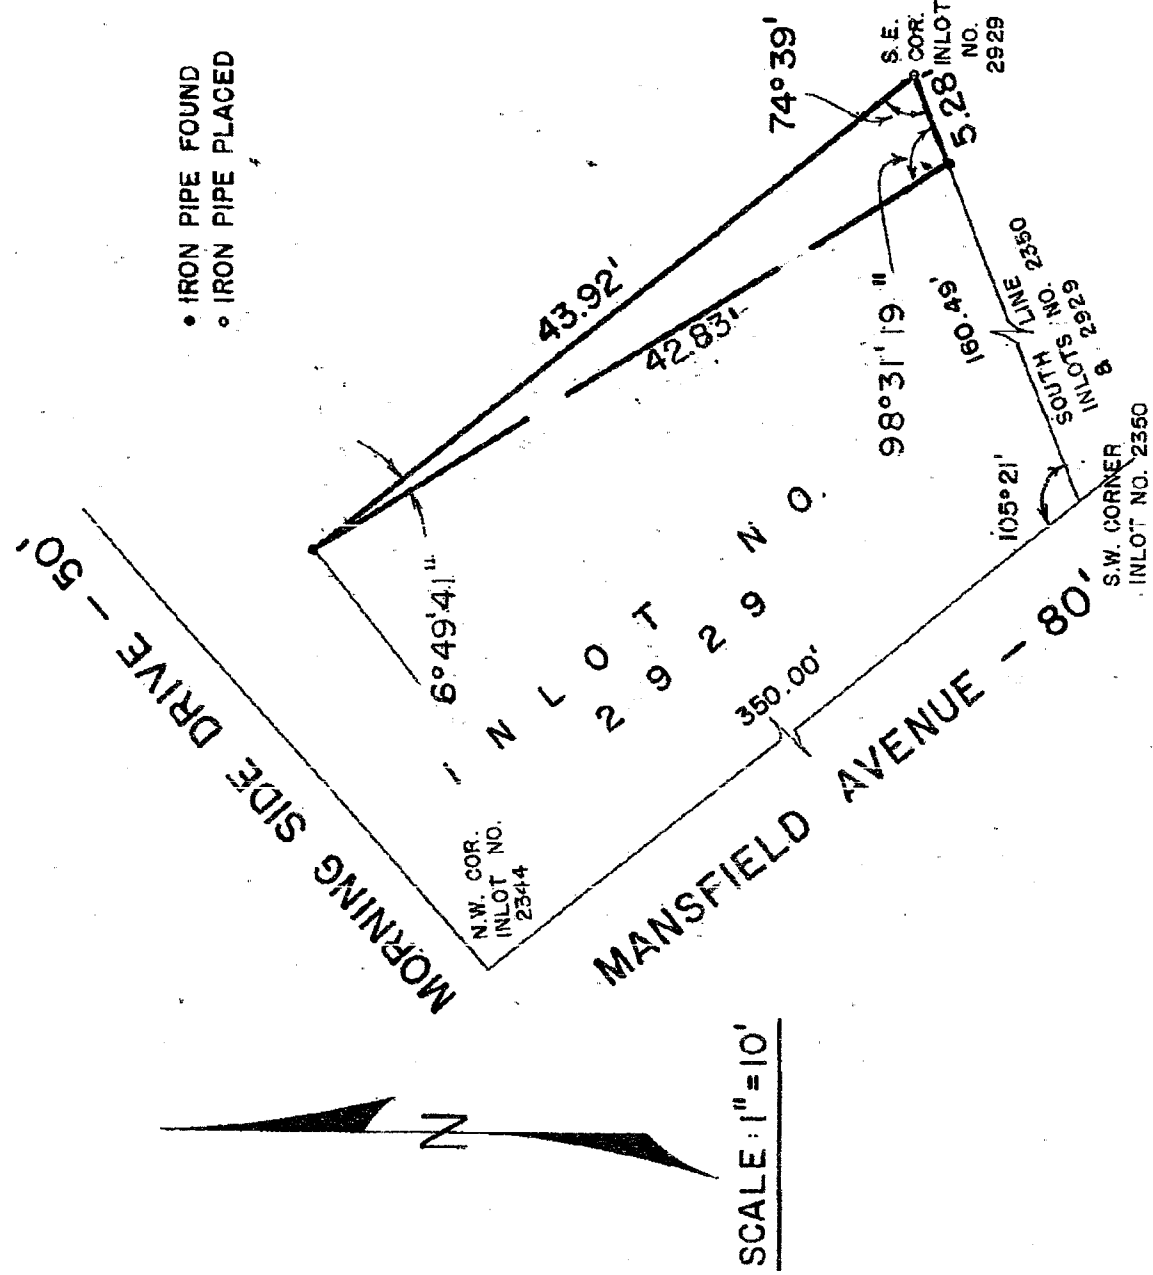 • IRON PIPE FOUND
o IRON PIPE PLACED
MORNING SIDE DRIVE — 50'
74°39'
S.E.
COR.
INLOT
NO.
2929
5.28'
43.92'
42.83'
98°31'19"
160.49'
SOUTH LINE
INLOTS NO. 2350
& 2929
6°49'41"
INLOT NO.
2929
105°21'
S.W. CORNER
INLOT NO. 2350
350.00'
N.W. COR.
INLOT NO.
2344
MANSFIELD AVENUE — 80'
N
SCALE: 1" = 10'